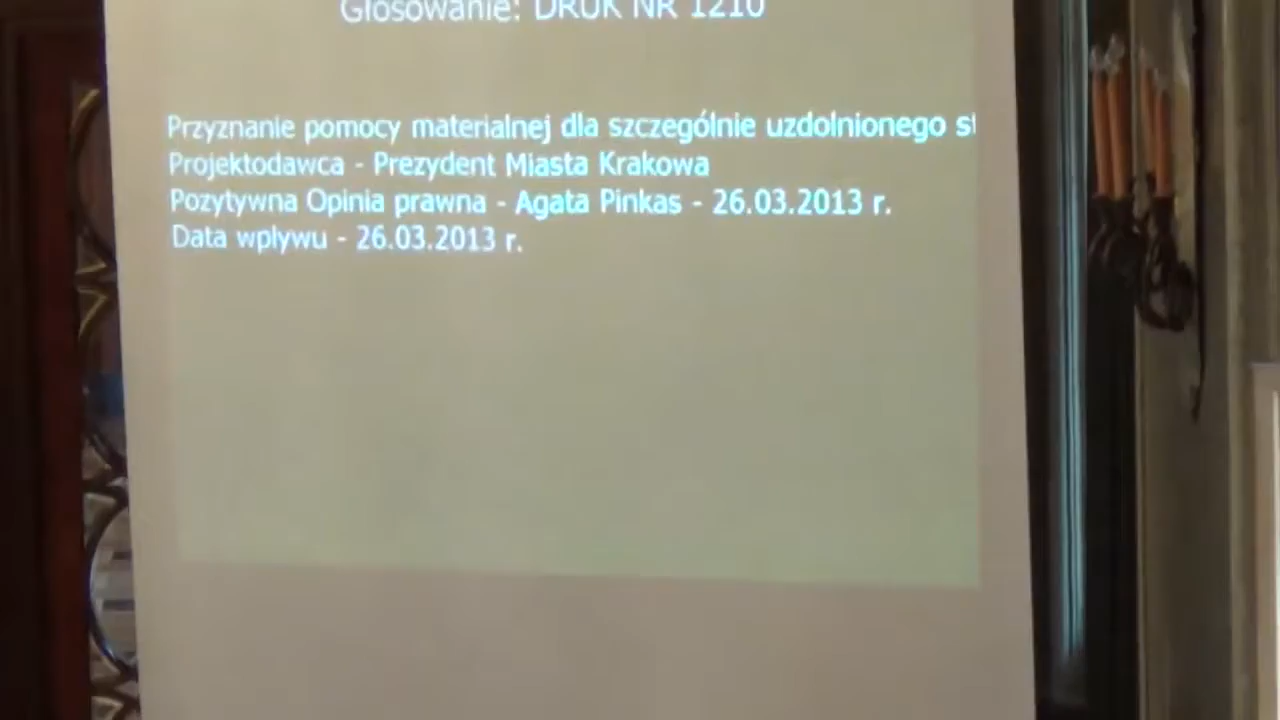 Głosowanie: DRUK NR 1210
Przyznanie pomocy materialnej dla szczególnie uzdolnionego
Projektodawca - Prezydent Miasta Krakowa
Pozytywna Opinia prawna - Agata Pinkas - 26.03.2013 r.
Data wpływu - 26.03.2013 r.